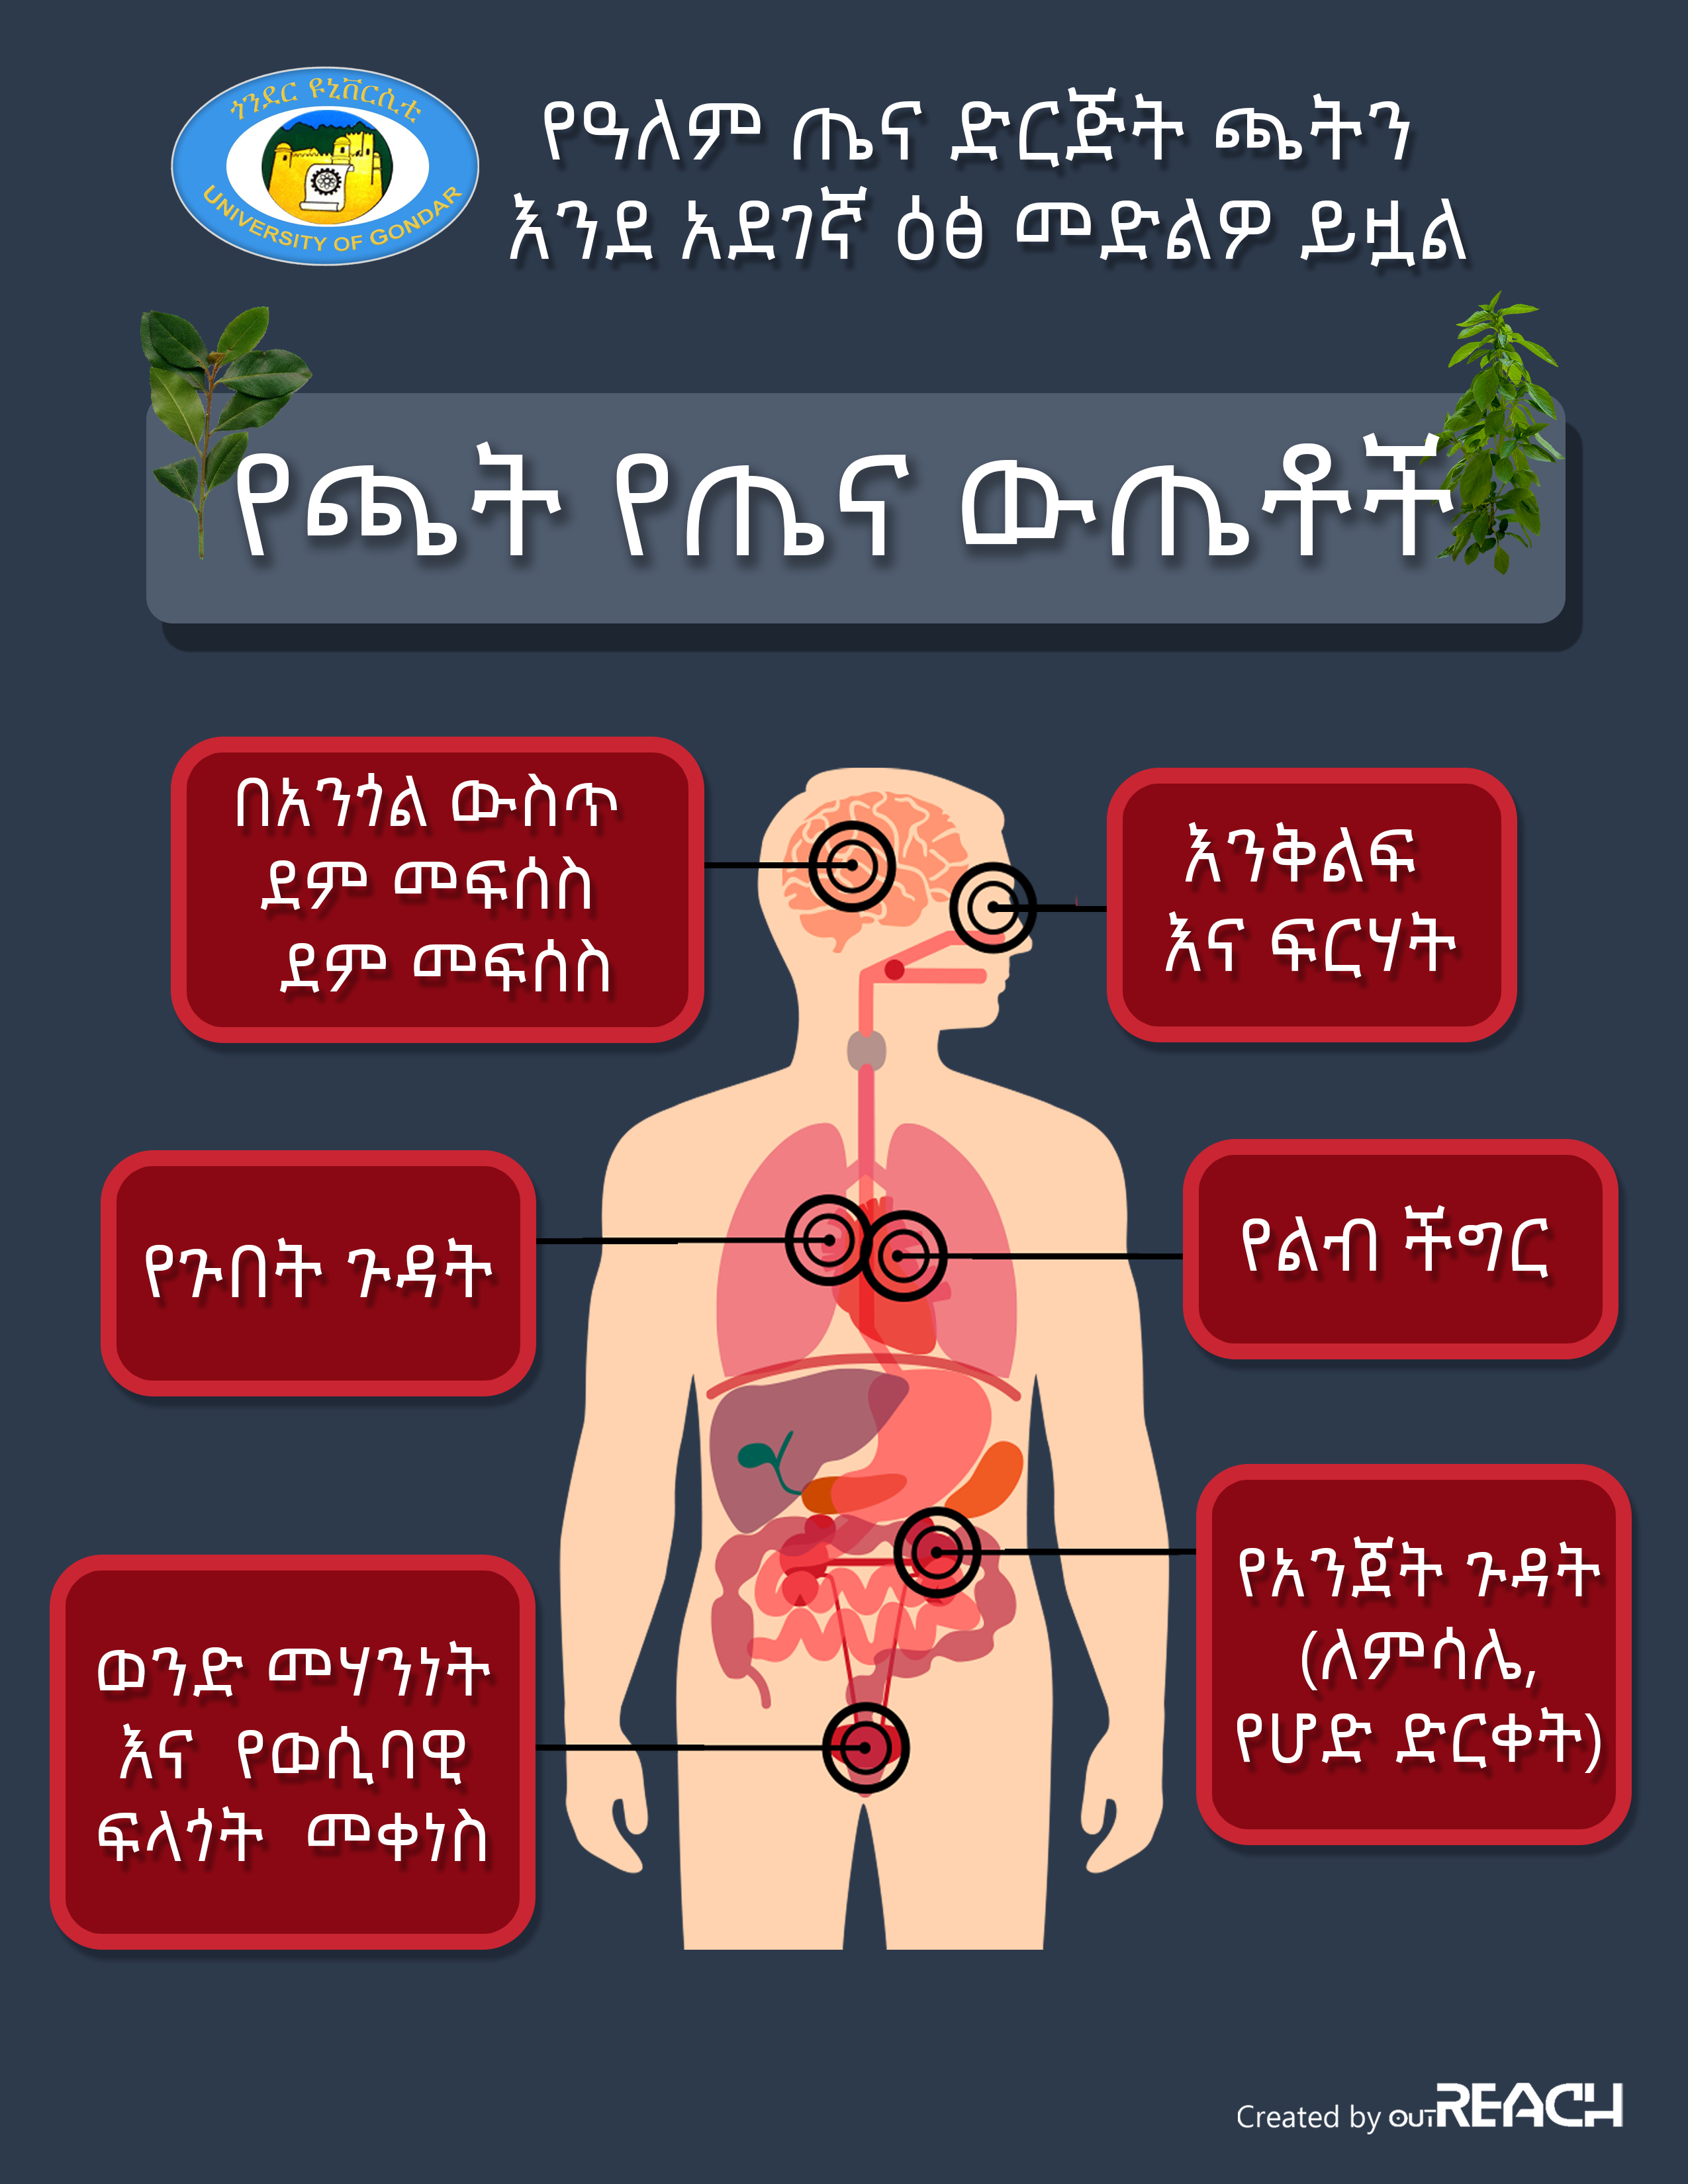 ጎንደር ዩኒቨርሲቲ
UNIVERSITY OF GONDAR
የዓለም ጤና ድርጅት ጫትን
እንደ አደገኛ ዕፅ መድልዎ ይዟል
የጫት የጤና ውጤቶች
በአንጎል ውስጥ
ደም መፍሰስ
ደም መፍሰስ
እንቅልፍ
እና ፍርሃት
የጉበት ጉዳት
የልብ ችግር
የአንጀት ጉዳት
(ለምሳሌ,
የሆድ ድርቀት)
ወንድ መሃንነት
እና የወሲባዊ
ፍላጎት መቀነስ
Created by OUTREACH